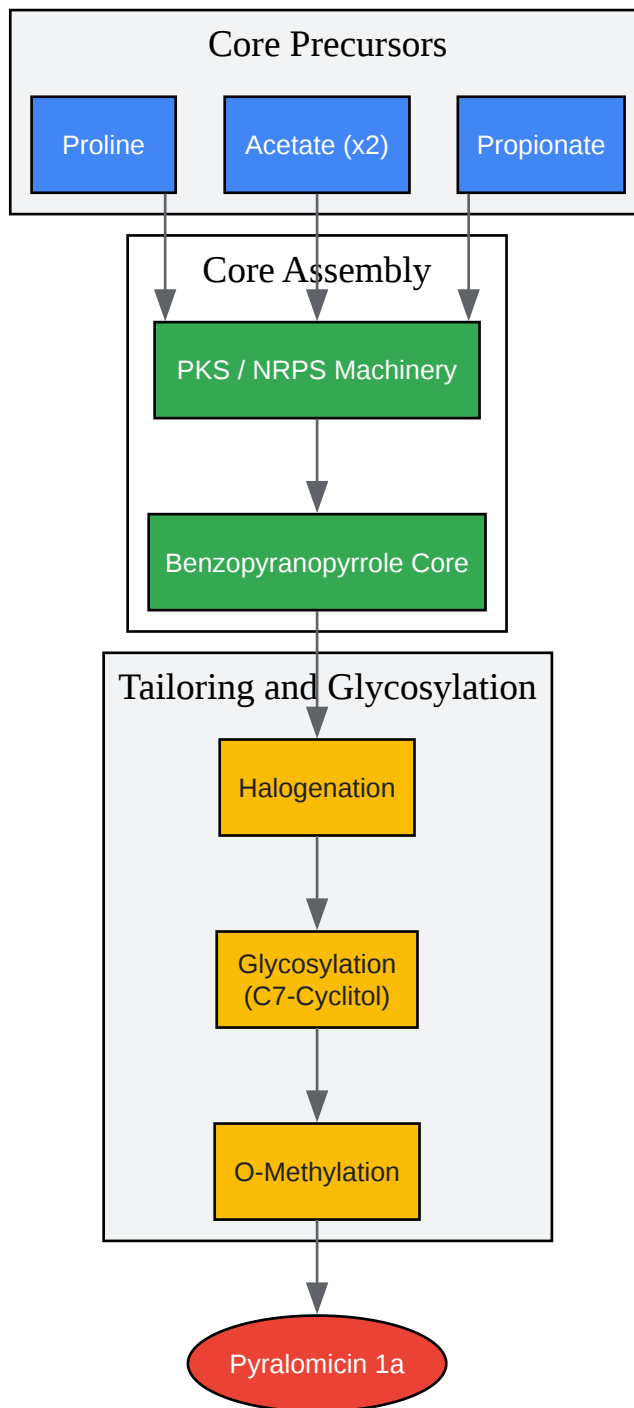 Core Precursors
Proline
Acetate (x2)
Propionate
Core Assembly
PKS / NRPS Machinery
Benzopyranopyrrole Core
Tailoring and Glycosylation
Halogenation
Glycosylation
(C7-Cyclitol)
O-Methylation
Pyralomicin 1a